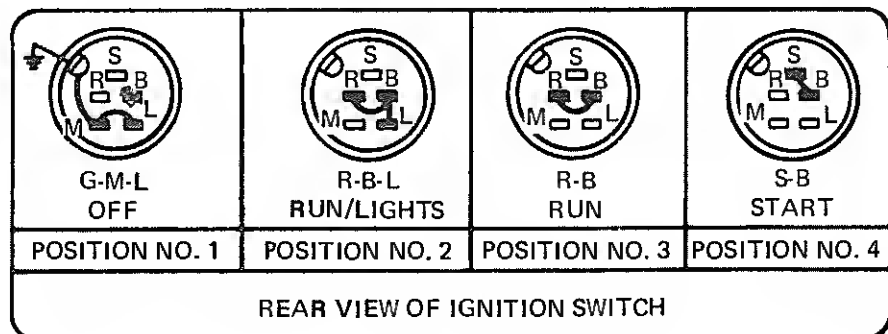 S
R B
M L
G-M-L
OFF
POSITION NO. 1
S
R B
M L
R-B-L
RUN/LIGHTS
POSITION NO. 2
S
R B
M L
R-B
RUN
POSITION NO. 3
S
R B
M L
S-B
START
POSITION NO. 4
REAR VIEW OF IGNITION SWITCH